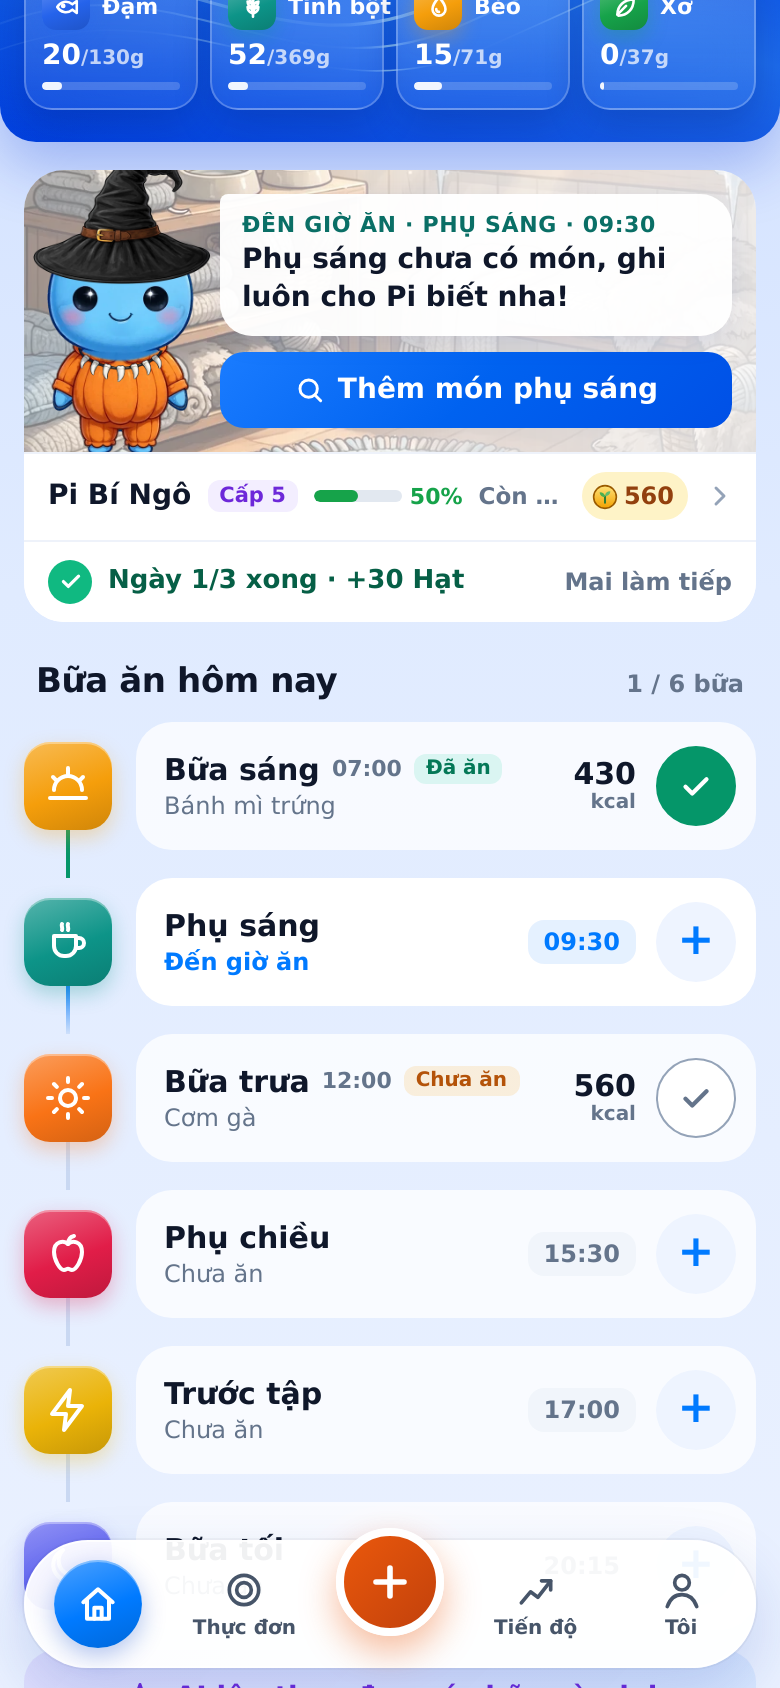 Đạm
Tinh bột
Béo
Xơ
20/130g
52/369g
15/71g
0/37g
ĐẾN GIỜ ĂN · PHỤ SÁNG · 09:30
Phụ sáng chưa có món, ghi
luôn cho Pi biết nha!
Thêm món phụ sáng
Pi Bí Ngô
Cấp 5
50%
Còn ...
560
Ngày 1/3 xong · +30 Hạt
Mai làm tiếp
Bữa ăn hôm nay
1 / 6 bữa
Bữa sáng 07:00 Đã ăn
Bánh mì trứng
430
kcal
Phụ sáng
Đến giờ ăn
09:30
Bữa trưa 12:00 Chưa ăn
Cơm gà
560
kcal
Phụ chiều
Chưa ăn
15:30
Trước tập
Chưa ăn
17:00
Bữa tối
Chưa
20:15
Thực đơn
Tiến độ
Tôi